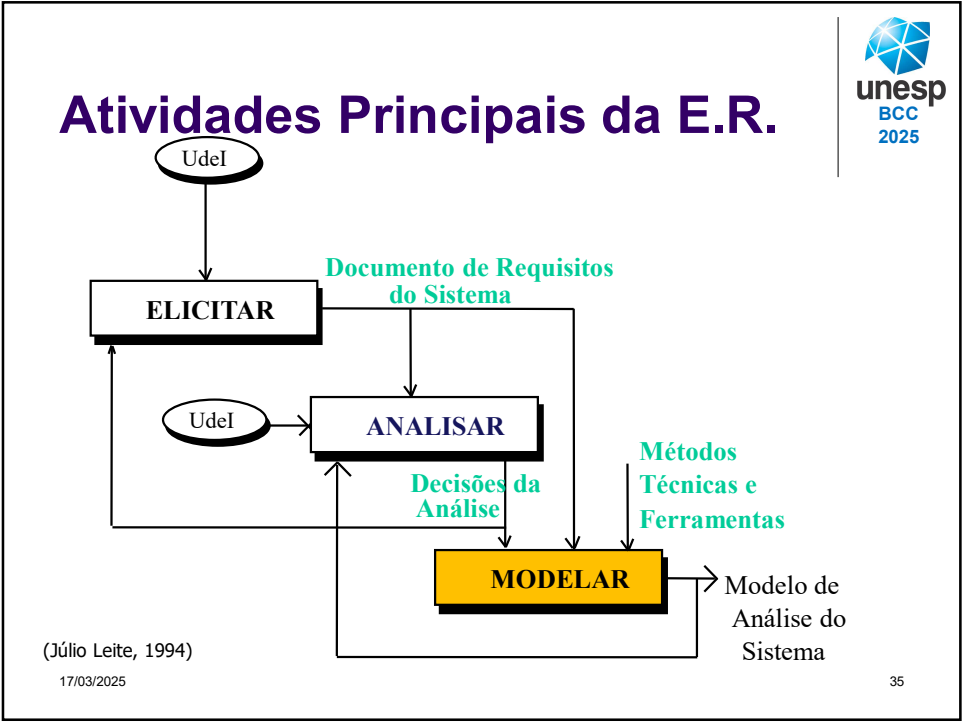 Atividades Principais da E.R.
unesp
BCC
2025
UdeI
Documento de Requisitos
do Sistema
ELICITAR
UdeI
ANALISAR
Métodos
Técnicas e
Ferramentas
Decisões da
Análise
MODELAR
Modelo de
Análise do
Sistema
(Júlio Leite, 1994)
17/03/2025
35